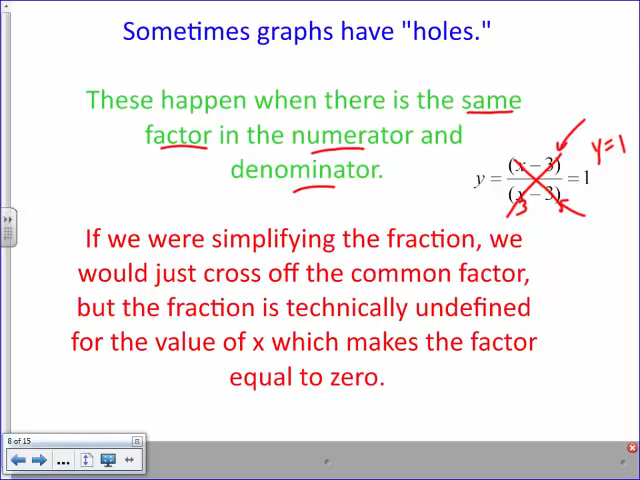 Sometimes graphs have "holes."
These happen when there is the same
factor in the numerator and
denominator.
y = (x – 3)/(x – 3) = 1
y=1
3 5
If we were simplifying the fraction, we
would just cross off the common factor,
but the fraction is technically undefined
for the value of x which makes the factor
equal to zero.
8 of 15
...